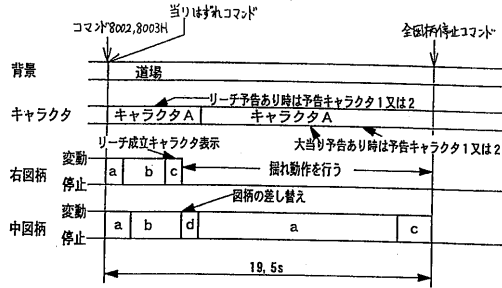 当りはずれコマンド
コマンド8002,8003H
全図柄停止コマンド
背景
道場
リーチ予告あり時は予告キャラクタ1又は2
キャラクタ
キャラクタA
キャラクタA
大当り予告あり時は予告キャラクタ1又は2
リーチ成立キャラクタ表示
変動
右図柄
停止
a
b
c
揺れ動作を行う
図柄の差し替え
変動
中図柄
停止
a
b
d
a
c
19,5s